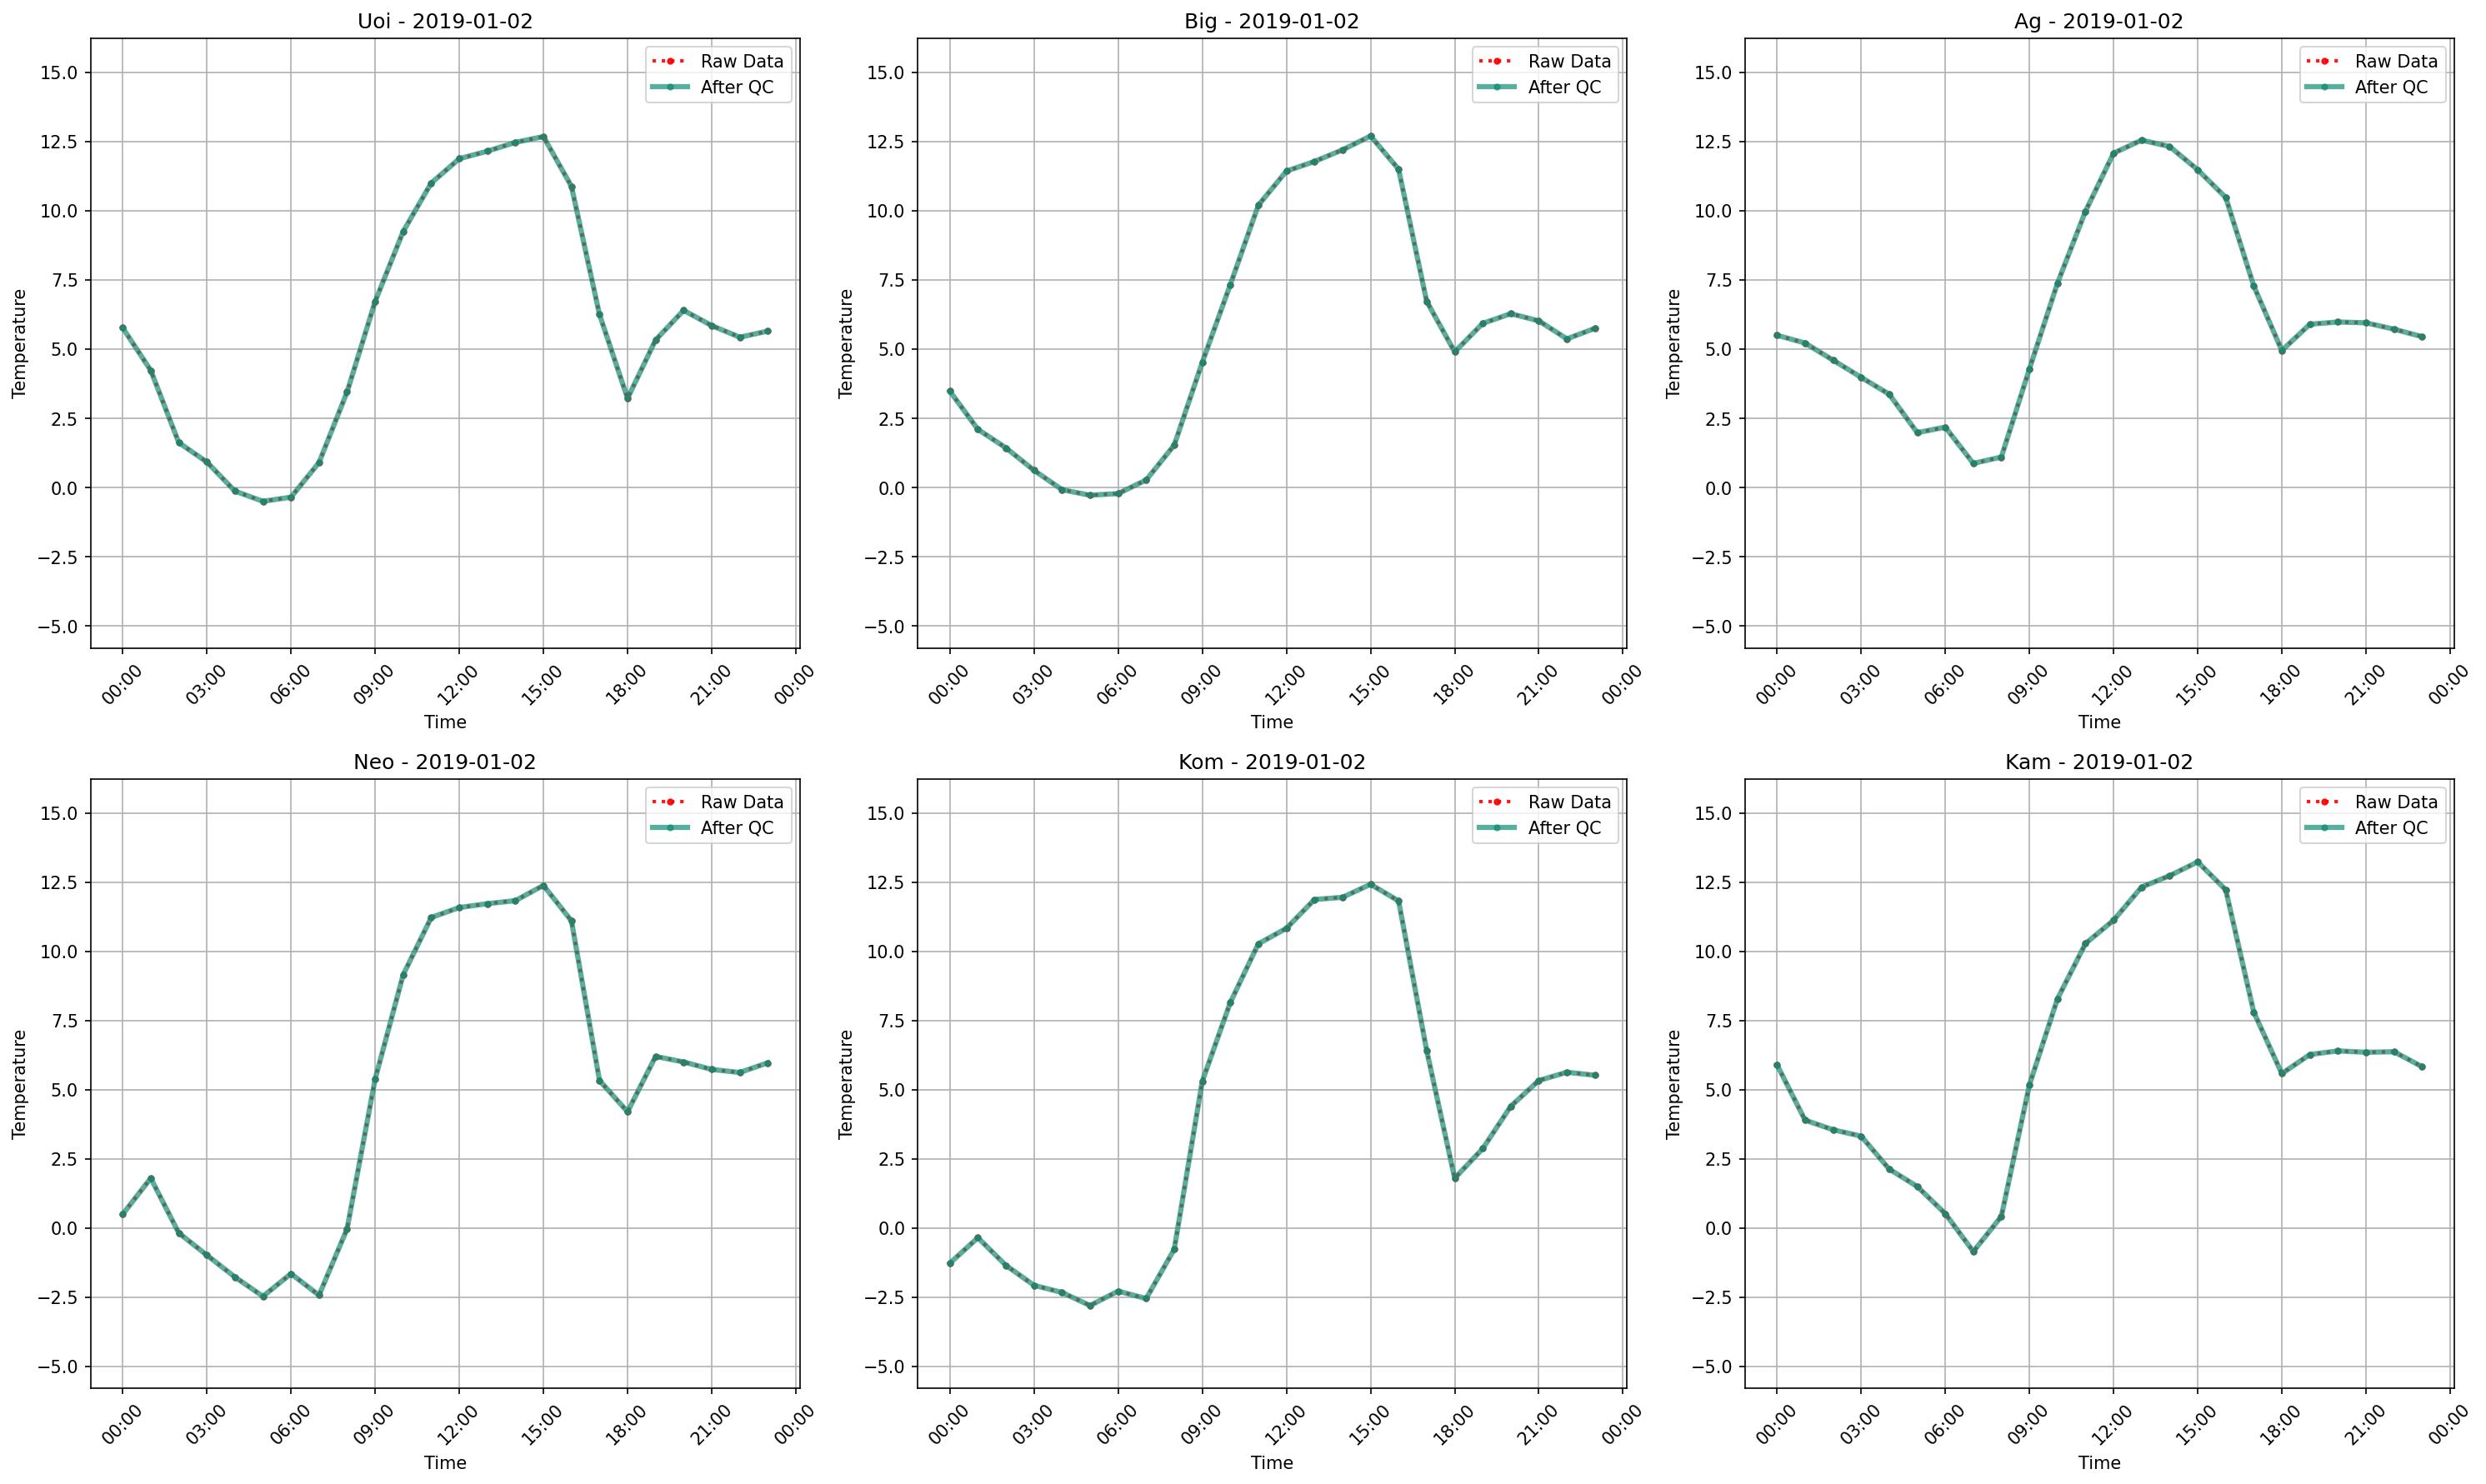 Uoi - 2019-01-02
Raw Data
After QC
15.0
12.5
10.0
7.5
5.0
2.5
0.0
−2.5
−5.0
Temperature
00:00 03:00 06:00 09:00 12:00 15:00 18:00 21:00 00:00
Time
Big - 2019-01-02
Raw Data
After QC
15.0
12.5
10.0
7.5
5.0
2.5
0.0
−2.5
−5.0
Temperature
00:00 03:00 06:00 09:00 12:00 15:00 18:00 21:00 00:00
Time
Ag - 2019-01-02
Raw Data
After QC
15.0
12.5
10.0
7.5
5.0
2.5
0.0
−2.5
−5.0
Temperature
00:00 03:00 06:00 09:00 12:00 15:00 18:00 21:00 00:00
Time
Neo - 2019-01-02
Raw Data
After QC
15.0
12.5
10.0
7.5
5.0
2.5
0.0
−2.5
−5.0
Temperature
00:00 03:00 06:00 09:00 12:00 15:00 18:00 21:00 00:00
Time
Kom - 2019-01-02
Raw Data
After QC
15.0
12.5
10.0
7.5
5.0
2.5
0.0
−2.5
−5.0
Temperature
00:00 03:00 06:00 09:00 12:00 15:00 18:00 21:00 00:00
Time
Kam - 2019-01-02
Raw Data
After QC
15.0
12.5
10.0
7.5
5.0
2.5
0.0
−2.5
−5.0
Temperature
00:00 03:00 06:00 09:00 12:00 15:00 18:00 21:00 00:00
Time